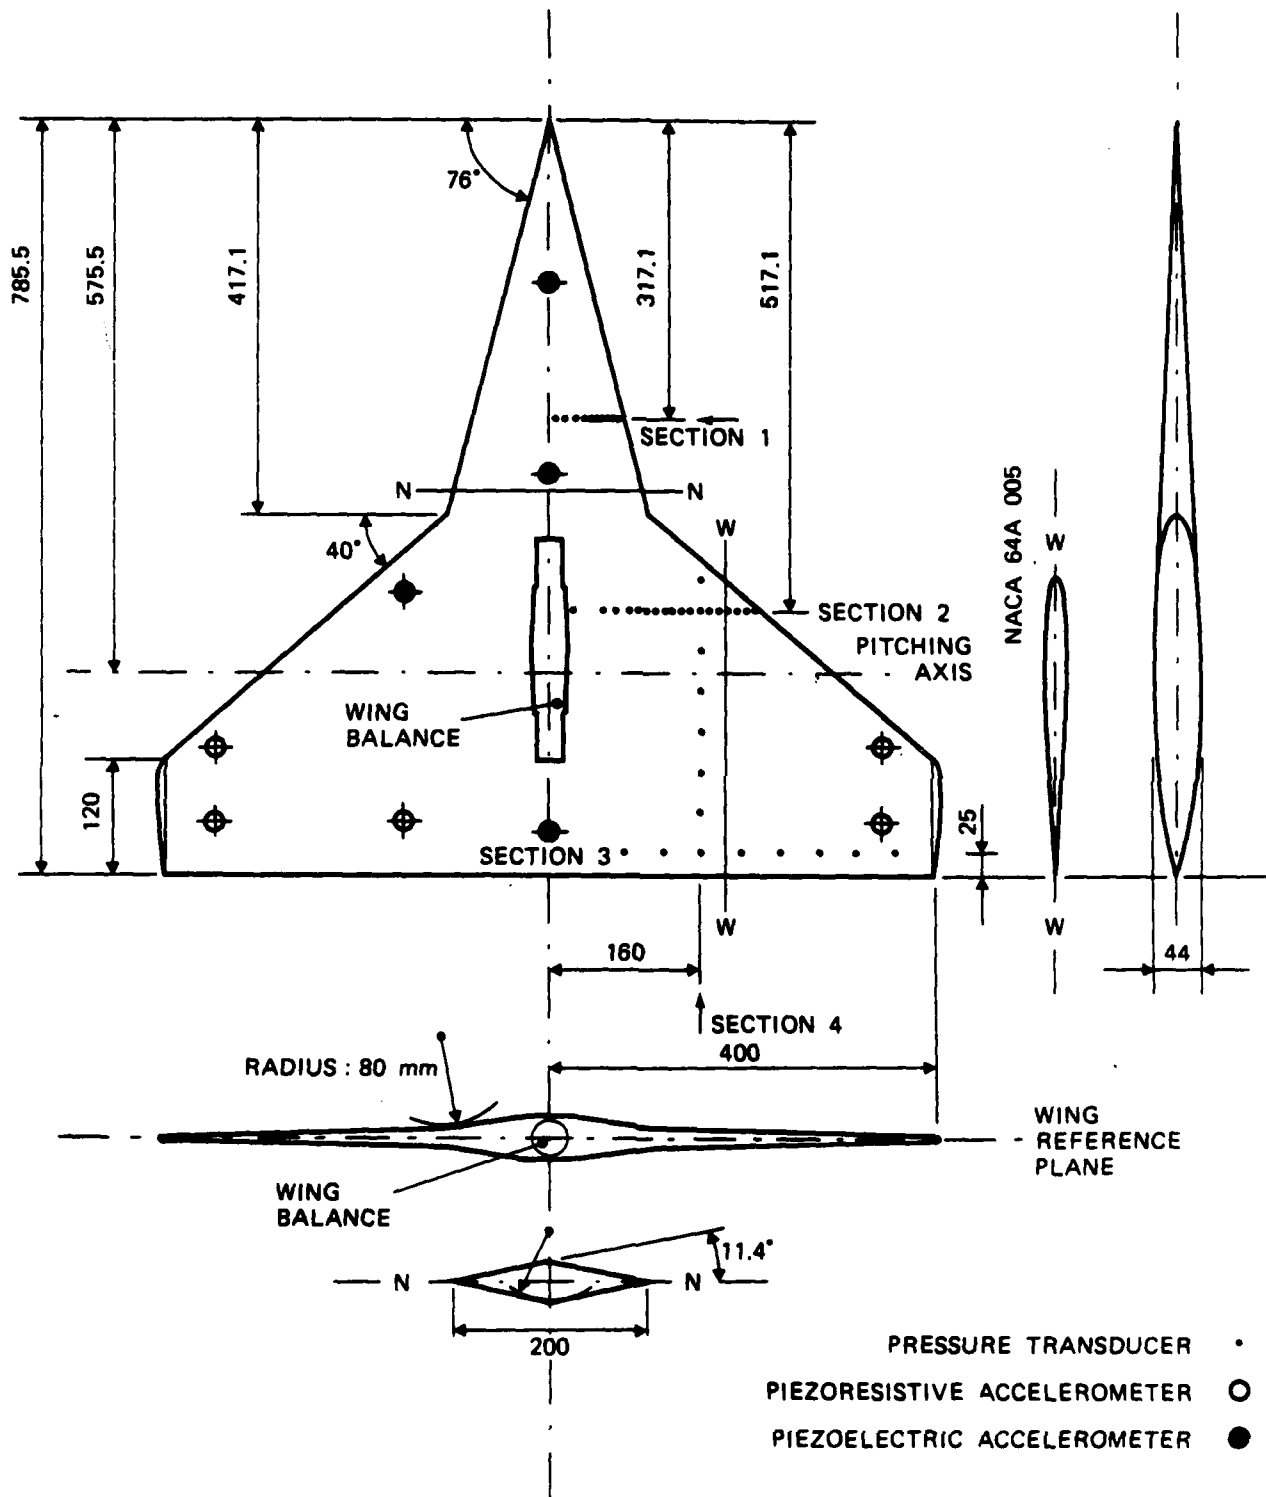 76°
785.5
575.5
417.1
317.1
517.1
SECTION 1
N
N
W
NACA 64A 005
W
40°
SECTION 2
PITCHING
AXIS
WING
BALANCE
120
25
SECTION 3
W
W
160
44
SECTION 4
400
RADIUS : 80 mm
WING
REFERENCE
PLANE
WING
BALANCE
11.4°
N
N
200
PRESSURE TRANSDUCER
PIEZORESISTIVE ACCELEROMETER
PIEZOELECTRIC ACCELEROMETER